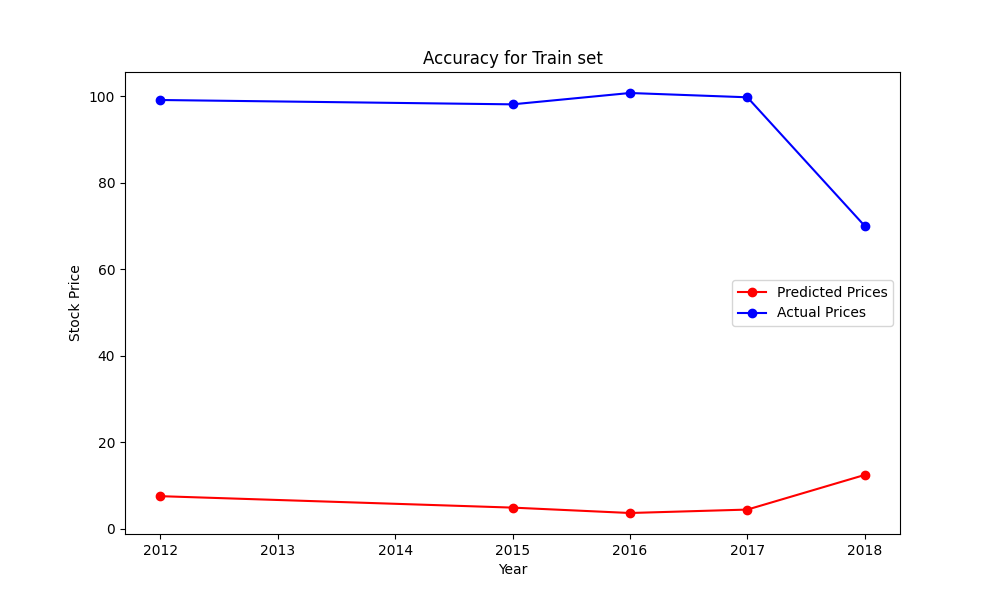 Accuracy for Train set
100
80
60
40
20
0
Stock Price
Predicted Prices
Actual Prices
2012 2013 2014 2015 2016 2017 2018
Year